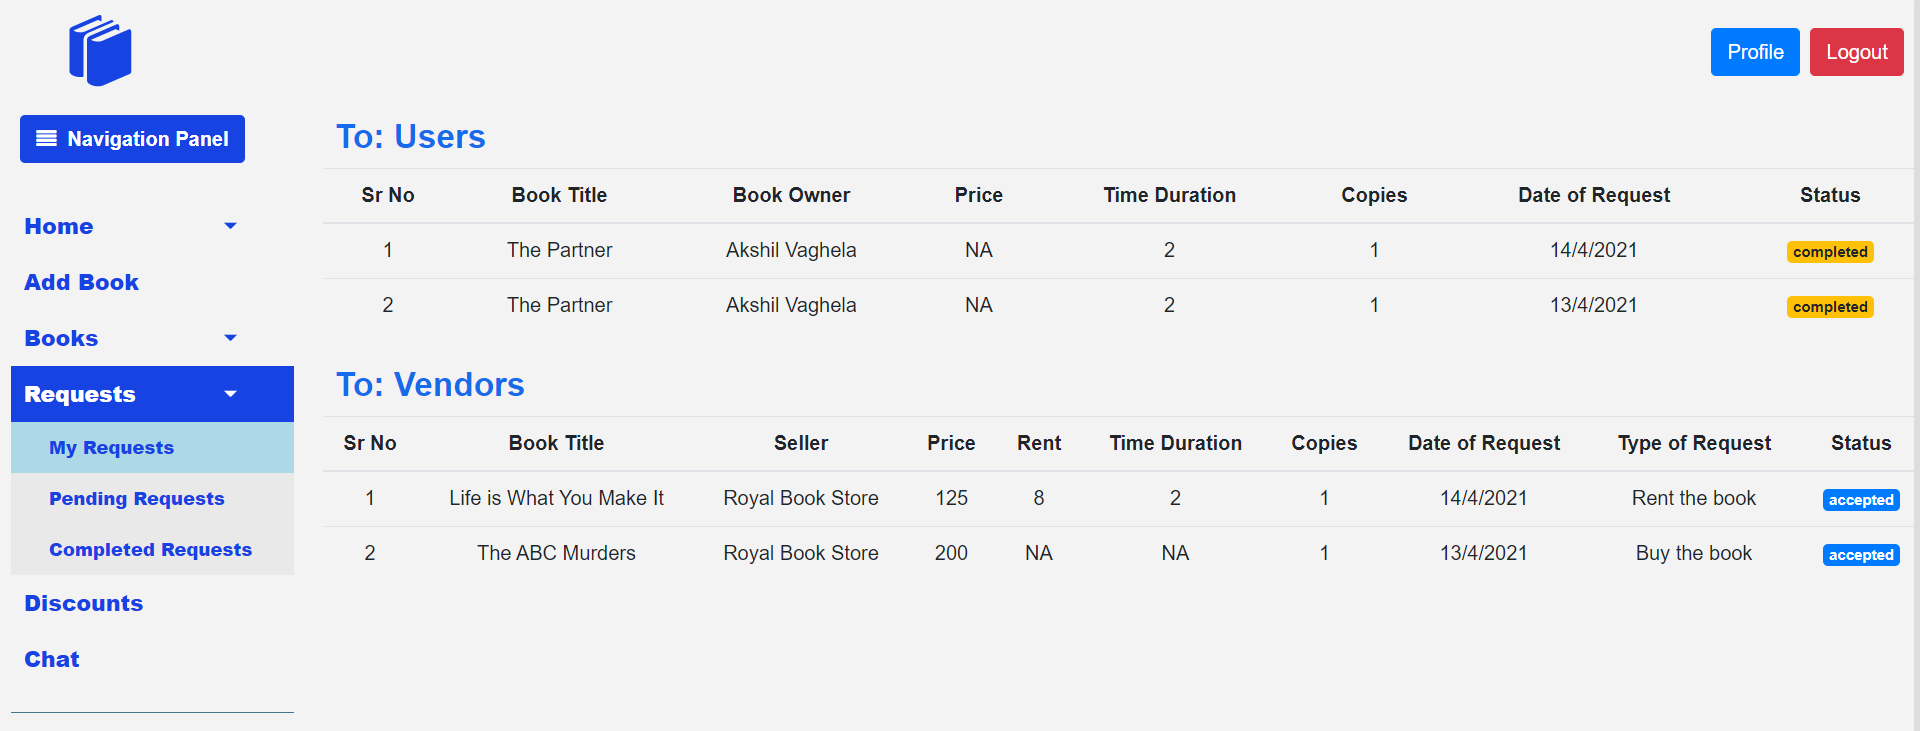 Profile Logout
Navigation Panel
Home
Add Book
Books
Requests
My Requests
Pending Requests
Completed Requests
Discounts
Chat
To: Users
Sr No Book Title Book Owner Price Time Duration Copies Date of Request Status
1 The Partner Akshil Vaghela NA 2 1 14/4/2021 completed
2 The Partner Akshil Vaghela NA 2 1 13/4/2021 completed
To: Vendors
Sr No Book Title Seller Price Rent Time Duration Copies Date of Request Type of Request Status
1 Life is What You Make It Royal Book Store 125 8 2 1 14/4/2021 Rent the book accepted
2 The ABC Murders Royal Book Store 200 NA NA 1 13/4/2021 Buy the book accepted